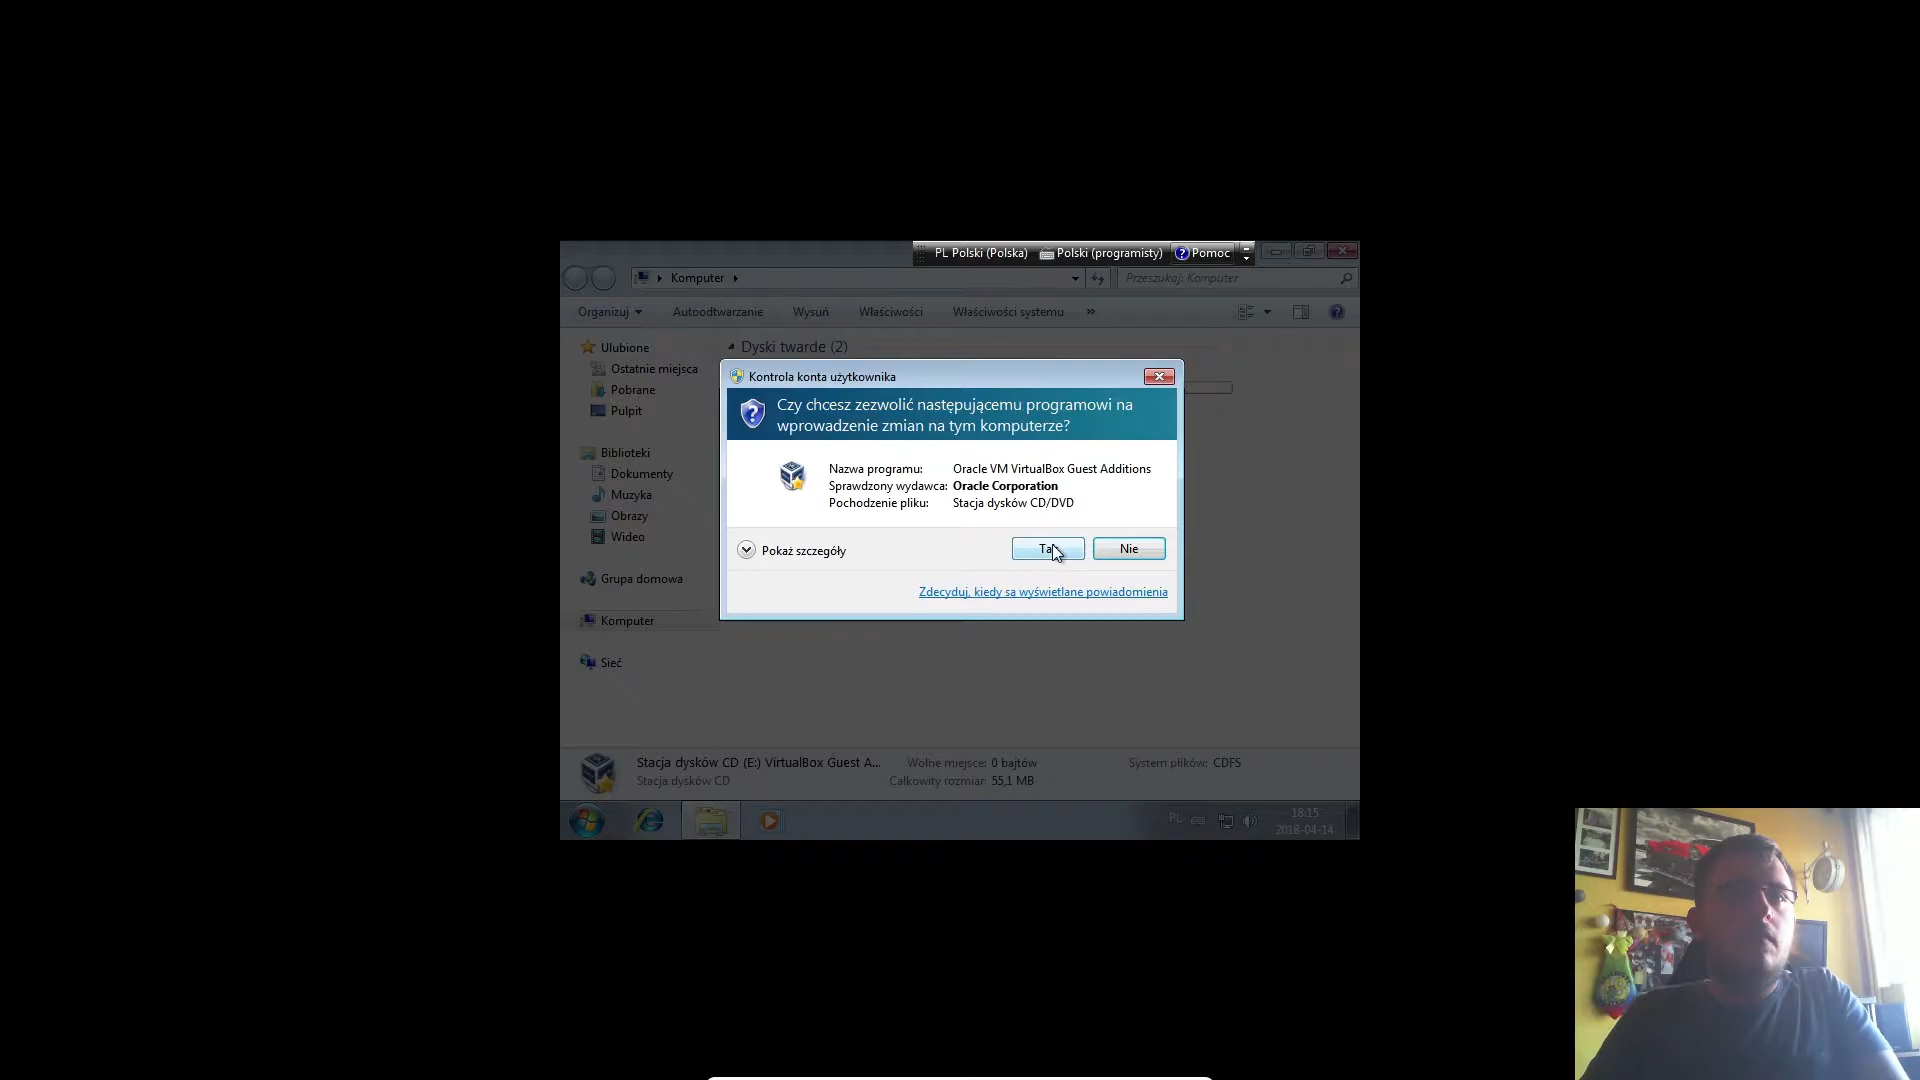 PL Polski (Polska) Polski (programisty) Pomoc
Komputer Przeszukaj: Komputer
Organizuj Autoodtwarzanie Wysuń Właściwości Właściwości systemu »
Ulubione
Ostatnie miejsca
Pobrane
Pulpit
Biblioteki
Dokumenty
Muzyka
Obrazy
Wideo
Grupa domowa
Komputer
Sieć
Dyski twarde (2)
Kontrola konta użytkownika
Czy chcesz zezwolić następującemu programowi na
wprowadzenie zmian na tym komputerze?
Nazwa programu: Oracle VM VirtualBox Guest Additions
Sprawdzony wydawca: Oracle Corporation
Pochodzenie pliku: Stacja dysków CD/DVD
Pokaż szczegóły
Nie
Zdecyduj, kiedy są wyświetlane powiadomienia
Stacja dysków CD (E:) VirtualBox Guest A... Wolne miejsce: 0 bajtów System plików: CDFS
Stacja dysków CD Całkowity rozmiar: 55,1 MB
PL 18:15
2018-04-14